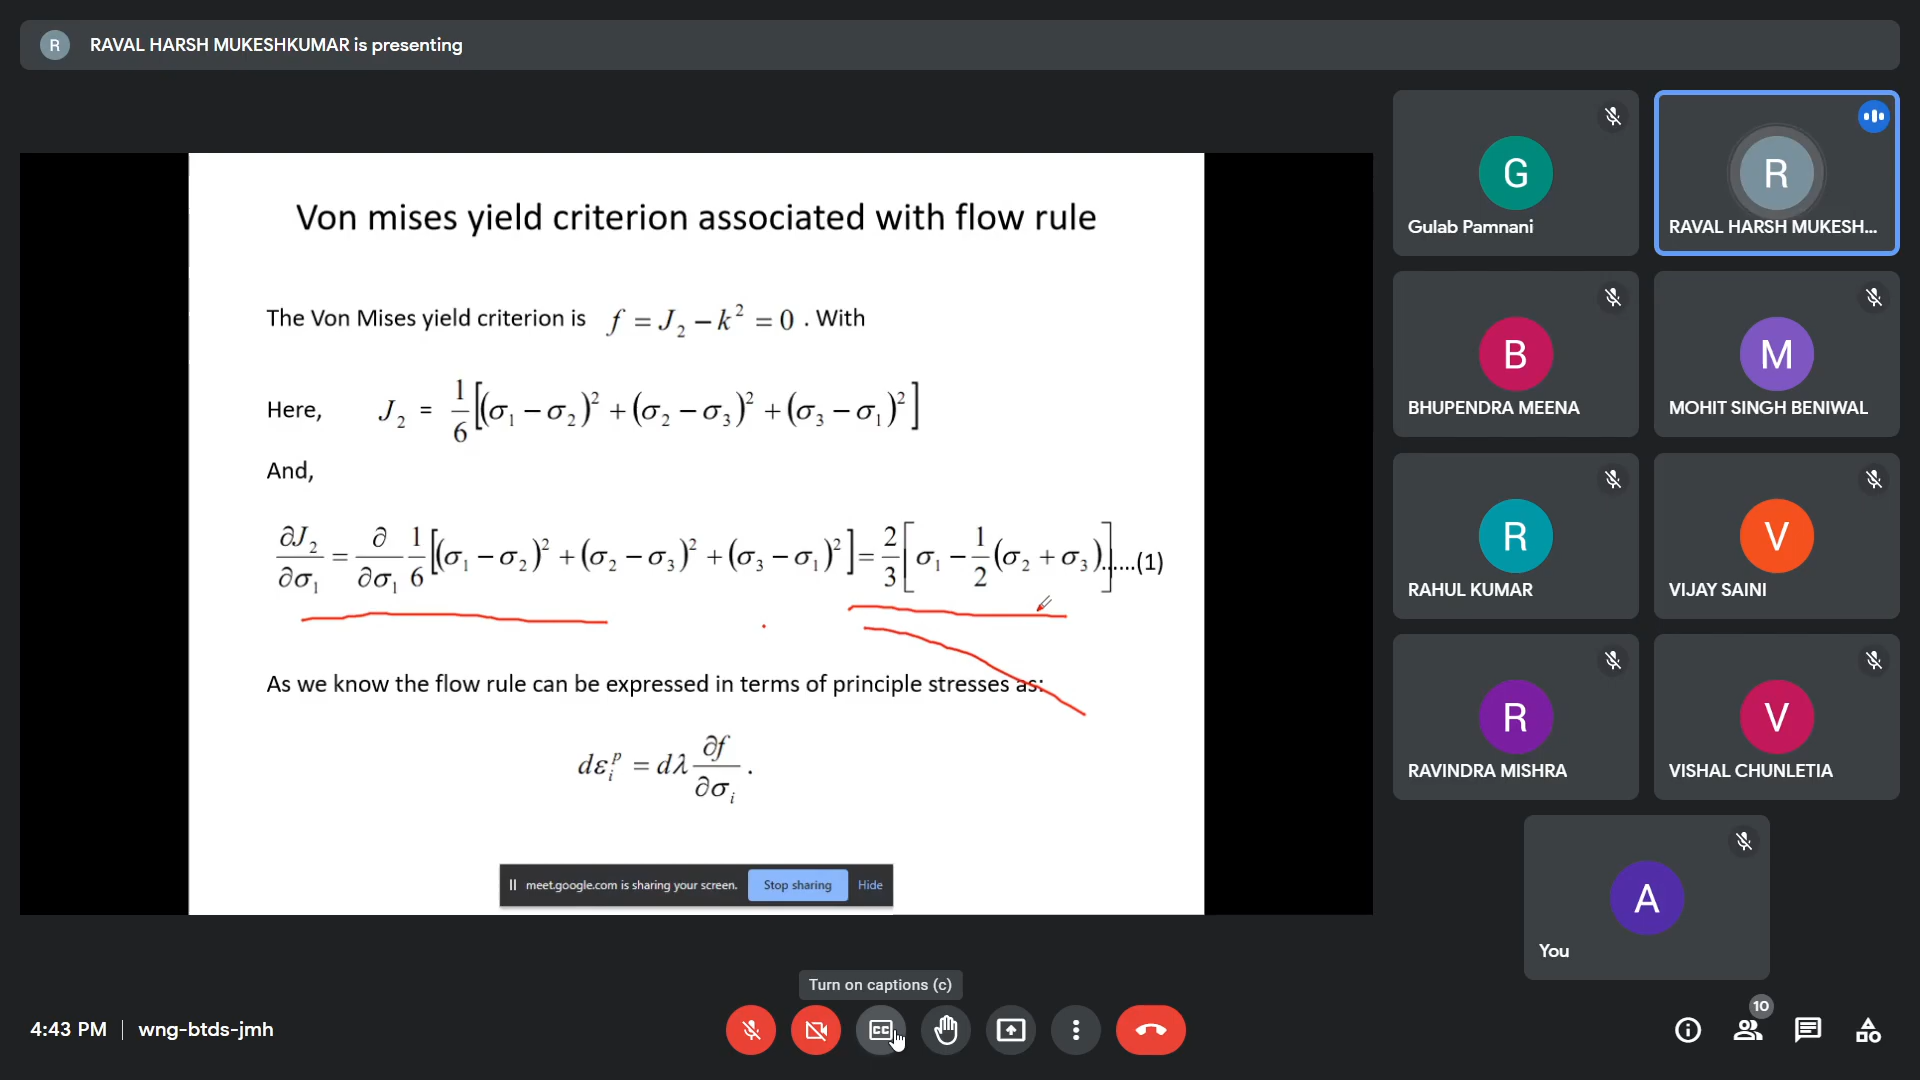 R RAVAL HARSH MUKESHKUMAR is presenting
Von mises yield criterion associated with flow rule
The Von Mises yield criterion is f = J₂ − k² = 0 . With
Here, J₂ = 1/6 [(σ₁ − σ₂)² + (σ₂ − σ₃)² + (σ₃ − σ₁)²]
And,
∂J₂/∂σ₁ = ∂/∂σ₁ 1/6 [(σ₁ − σ₂)² + (σ₂ − σ₃)² + (σ₃ − σ₁)²] = 2/3 [σ₁ − 1/2 (σ₂ + σ₃)] ......(1)
As we know the flow rule can be expressed in terms of principle stresses as:
dεᵢᵖ = dλ ∂f/∂σᵢ .
meet.google.com is sharing your screen. Stop sharing Hide
G
Gulab Pamnani
R
RAVAL HARSH MUKESH...
B
BHUPENDRA MEENA
M
MOHIT SINGH BENIWAL
R
RAHUL KUMAR
V
VIJAY SAINI
R
RAVINDRA MISHRA
V
VISHAL CHUNLETIA
A
You
Turn on captions (c)
4:43 PM | wng-btds-jmh
CC
10